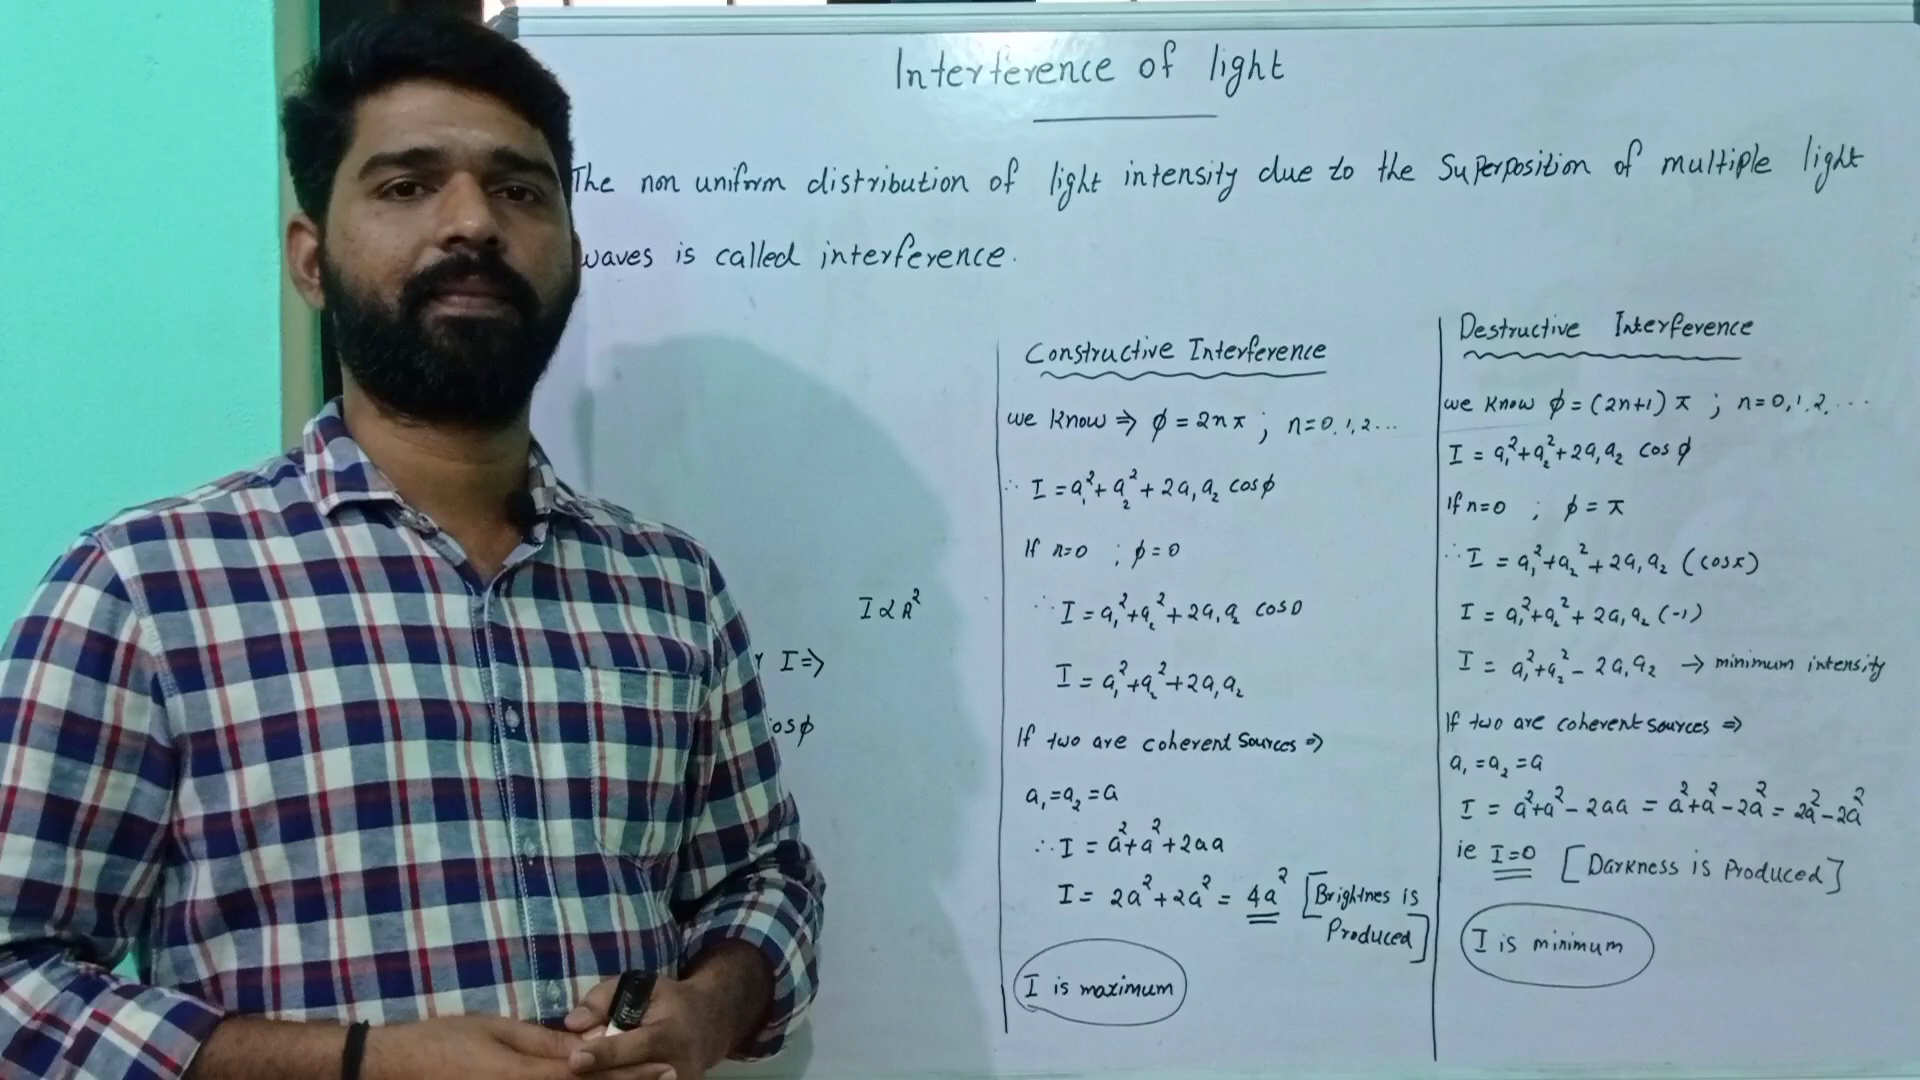 Interference of light
The non uniform distribution of light intensity due to the Superposition of multiple light
waves is called interference.
I ∝ A²
I ⇒
osφ
Constructive Interference
we know ⇒ φ = 2nπ ; n=0,1,2...
∴ I = a₁²+a₂²+2a₁a₂ cosφ
If n=0 ; φ=0
∴ I = a₁²+a₂²+2a₁a₂ cos0
I = a₁²+a₂²+2a₁a₂
If two are coherent sources ⇒
a₁=a₂=a
∴ I = a²+a²+2aa
I = 2a²+2a² = 4a² [Brightnes is
Produced]
I is maximum
Destructive Interference
we know φ = (2n+1)π ; n=0,1,2,...
I = a₁²+a₂²+2a₁a₂ cosφ
If n=0 ; φ = π
∴ I = a₁²+a₂²+2a₁a₂ (cosπ)
I = a₁²+a₂²+2a₁a₂ (-1)
I = a₁²+a₂²-2a₁a₂ → minimum intensity
If two are coherent sources ⇒
a₁=a₂=a
I = a²+a²-2aa = a²+a²-2a² = 2a²-2a²
ie I=0 [Darkness is Produced]
I is minimum